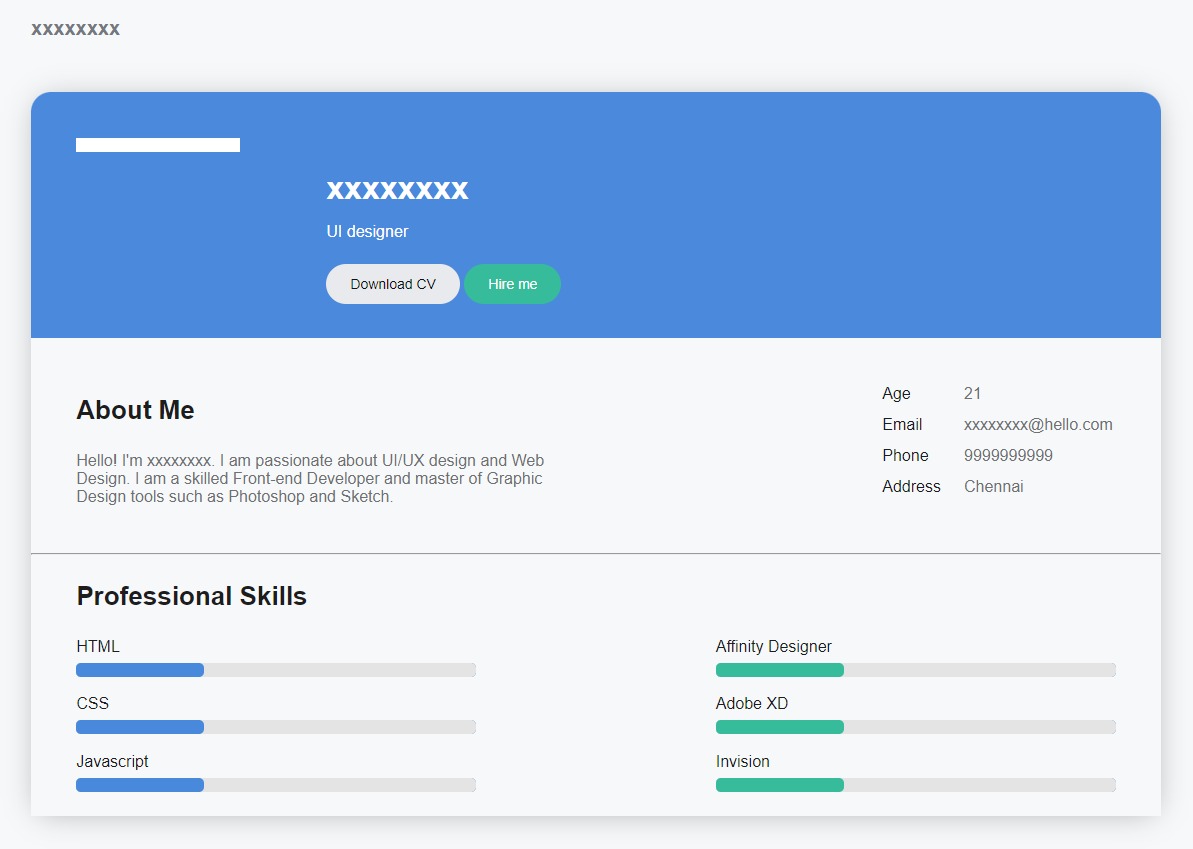 xxxxxxxx
xxxxxxxx
UI designer
Download CV
Hire me
About Me
Hello! I'm xxxxxxxx. I am passionate about UI/UX design and Web
Design. I am a skilled Front-end Developer and master of Graphic
Design tools such as Photoshop and Sketch.
Age 21
Email xxxxxxxx@hello.com
Phone 9999999999
Address Chennai
Professional Skills
HTML
CSS
Javascript
Affinity Designer
Adobe XD
Invision